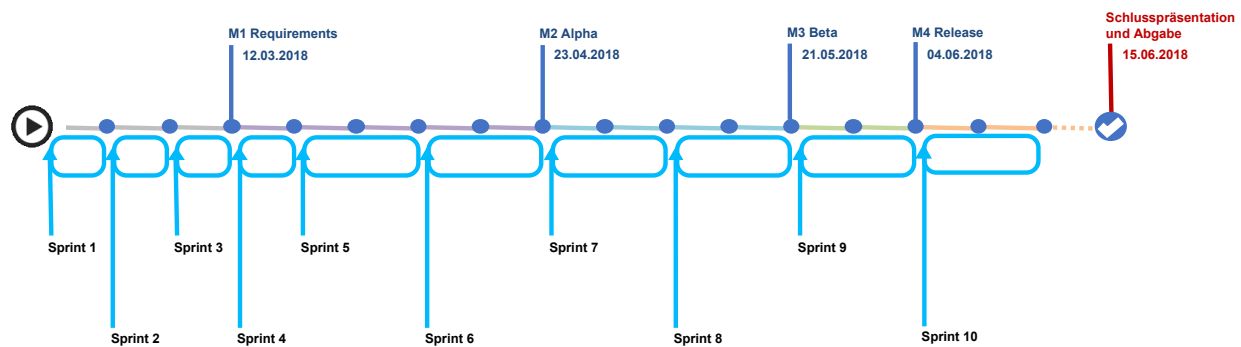 Schlusspräsentation
und Abgabe
15.06.2018
M1 Requirements
12.03.2018
M2 Alpha
23.04.2018
M3 Beta
21.05.2018
M4 Release
04.06.2018
Sprint 1
Sprint 3
Sprint 5
Sprint 7
Sprint 9
Sprint 2
Sprint 4
Sprint 6
Sprint 8
Sprint 10